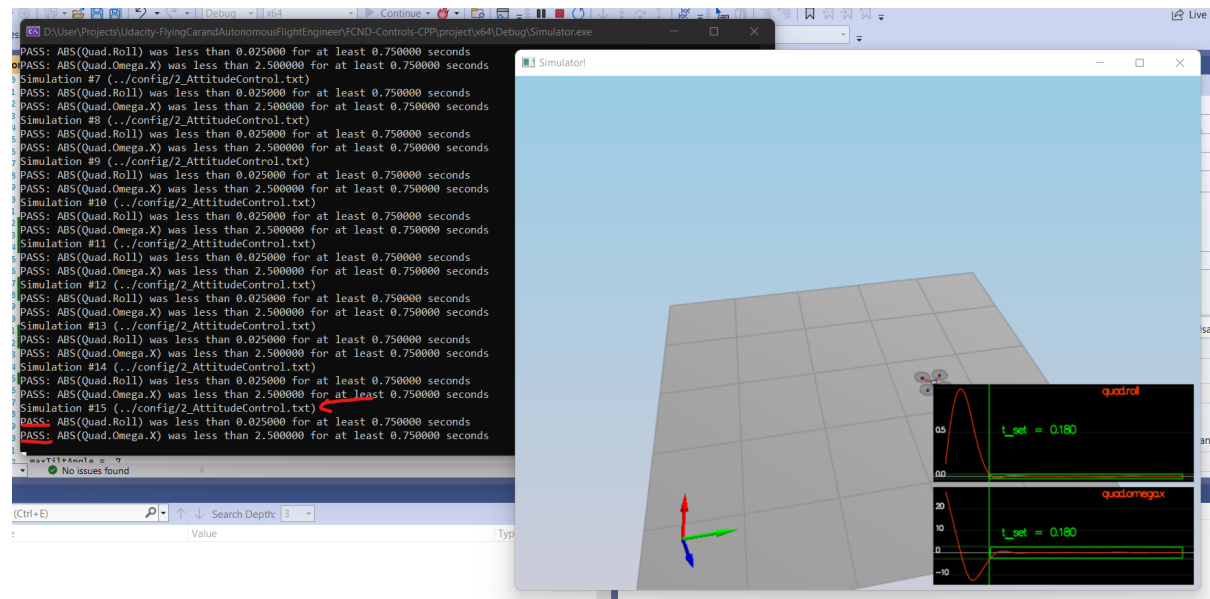 Debug x64 Continue
Live
D:\User\Projects\Udacity-FlyingCarandAutonomousFlightEngineer\FCND-Controls-CPP\project\x64\Debug\Simulator.exe
PASS: ABS(Quad.Roll) was less than 0.025000 for at least 0.750000 seconds
PASS: ABS(Quad.Omega.X) was less than 2.500000 for at least 0.750000 seconds
Simulation #7 (../config/2_AttitudeControl.txt)
PASS: ABS(Quad.Roll) was less than 0.025000 for at least 0.750000 seconds
PASS: ABS(Quad.Omega.X) was less than 2.500000 for at least 0.750000 seconds
Simulation #8 (../config/2_AttitudeControl.txt)
PASS: ABS(Quad.Roll) was less than 0.025000 for at least 0.750000 seconds
PASS: ABS(Quad.Omega.X) was less than 2.500000 for at least 0.750000 seconds
Simulation #9 (../config/2_AttitudeControl.txt)
PASS: ABS(Quad.Roll) was less than 0.025000 for at least 0.750000 seconds
PASS: ABS(Quad.Omega.X) was less than 2.500000 for at least 0.750000 seconds
Simulation #10 (../config/2_AttitudeControl.txt)
PASS: ABS(Quad.Roll) was less than 0.025000 for at least 0.750000 seconds
PASS: ABS(Quad.Omega.X) was less than 2.500000 for at least 0.750000 seconds
Simulation #11 (../config/2_AttitudeControl.txt)
PASS: ABS(Quad.Roll) was less than 0.025000 for at least 0.750000 seconds
PASS: ABS(Quad.Omega.X) was less than 2.500000 for at least 0.750000 seconds
Simulation #12 (../config/2_AttitudeControl.txt)
PASS: ABS(Quad.Roll) was less than 0.025000 for at least 0.750000 seconds
PASS: ABS(Quad.Omega.X) was less than 2.500000 for at least 0.750000 seconds
Simulation #13 (../config/2_AttitudeControl.txt)
PASS: ABS(Quad.Roll) was less than 0.025000 for at least 0.750000 seconds
PASS: ABS(Quad.Omega.X) was less than 2.500000 for at least 0.750000 seconds
Simulation #14 (../config/2_AttitudeControl.txt)
PASS: ABS(Quad.Roll) was less than 0.025000 for at least 0.750000 seconds
PASS: ABS(Quad.Omega.X) was less than 2.500000 for at least 0.750000 seconds
Simulation #15 (../config/2_AttitudeControl.txt)
PASS: ABS(Quad.Roll) was less than 0.025000 for at least 0.750000 seconds
PASS: ABS(Quad.Omega.X) was less than 2.500000 for at least 0.750000 seconds
maxTiltAngle = .7
No issues found
(Ctrl+E) Search Depth: 3
Value Typ
Simulator!
quad.roll
0.5
t_set = 0.180
0.0
quad.omega.x
20
10
t_set = 0.180
0
-10